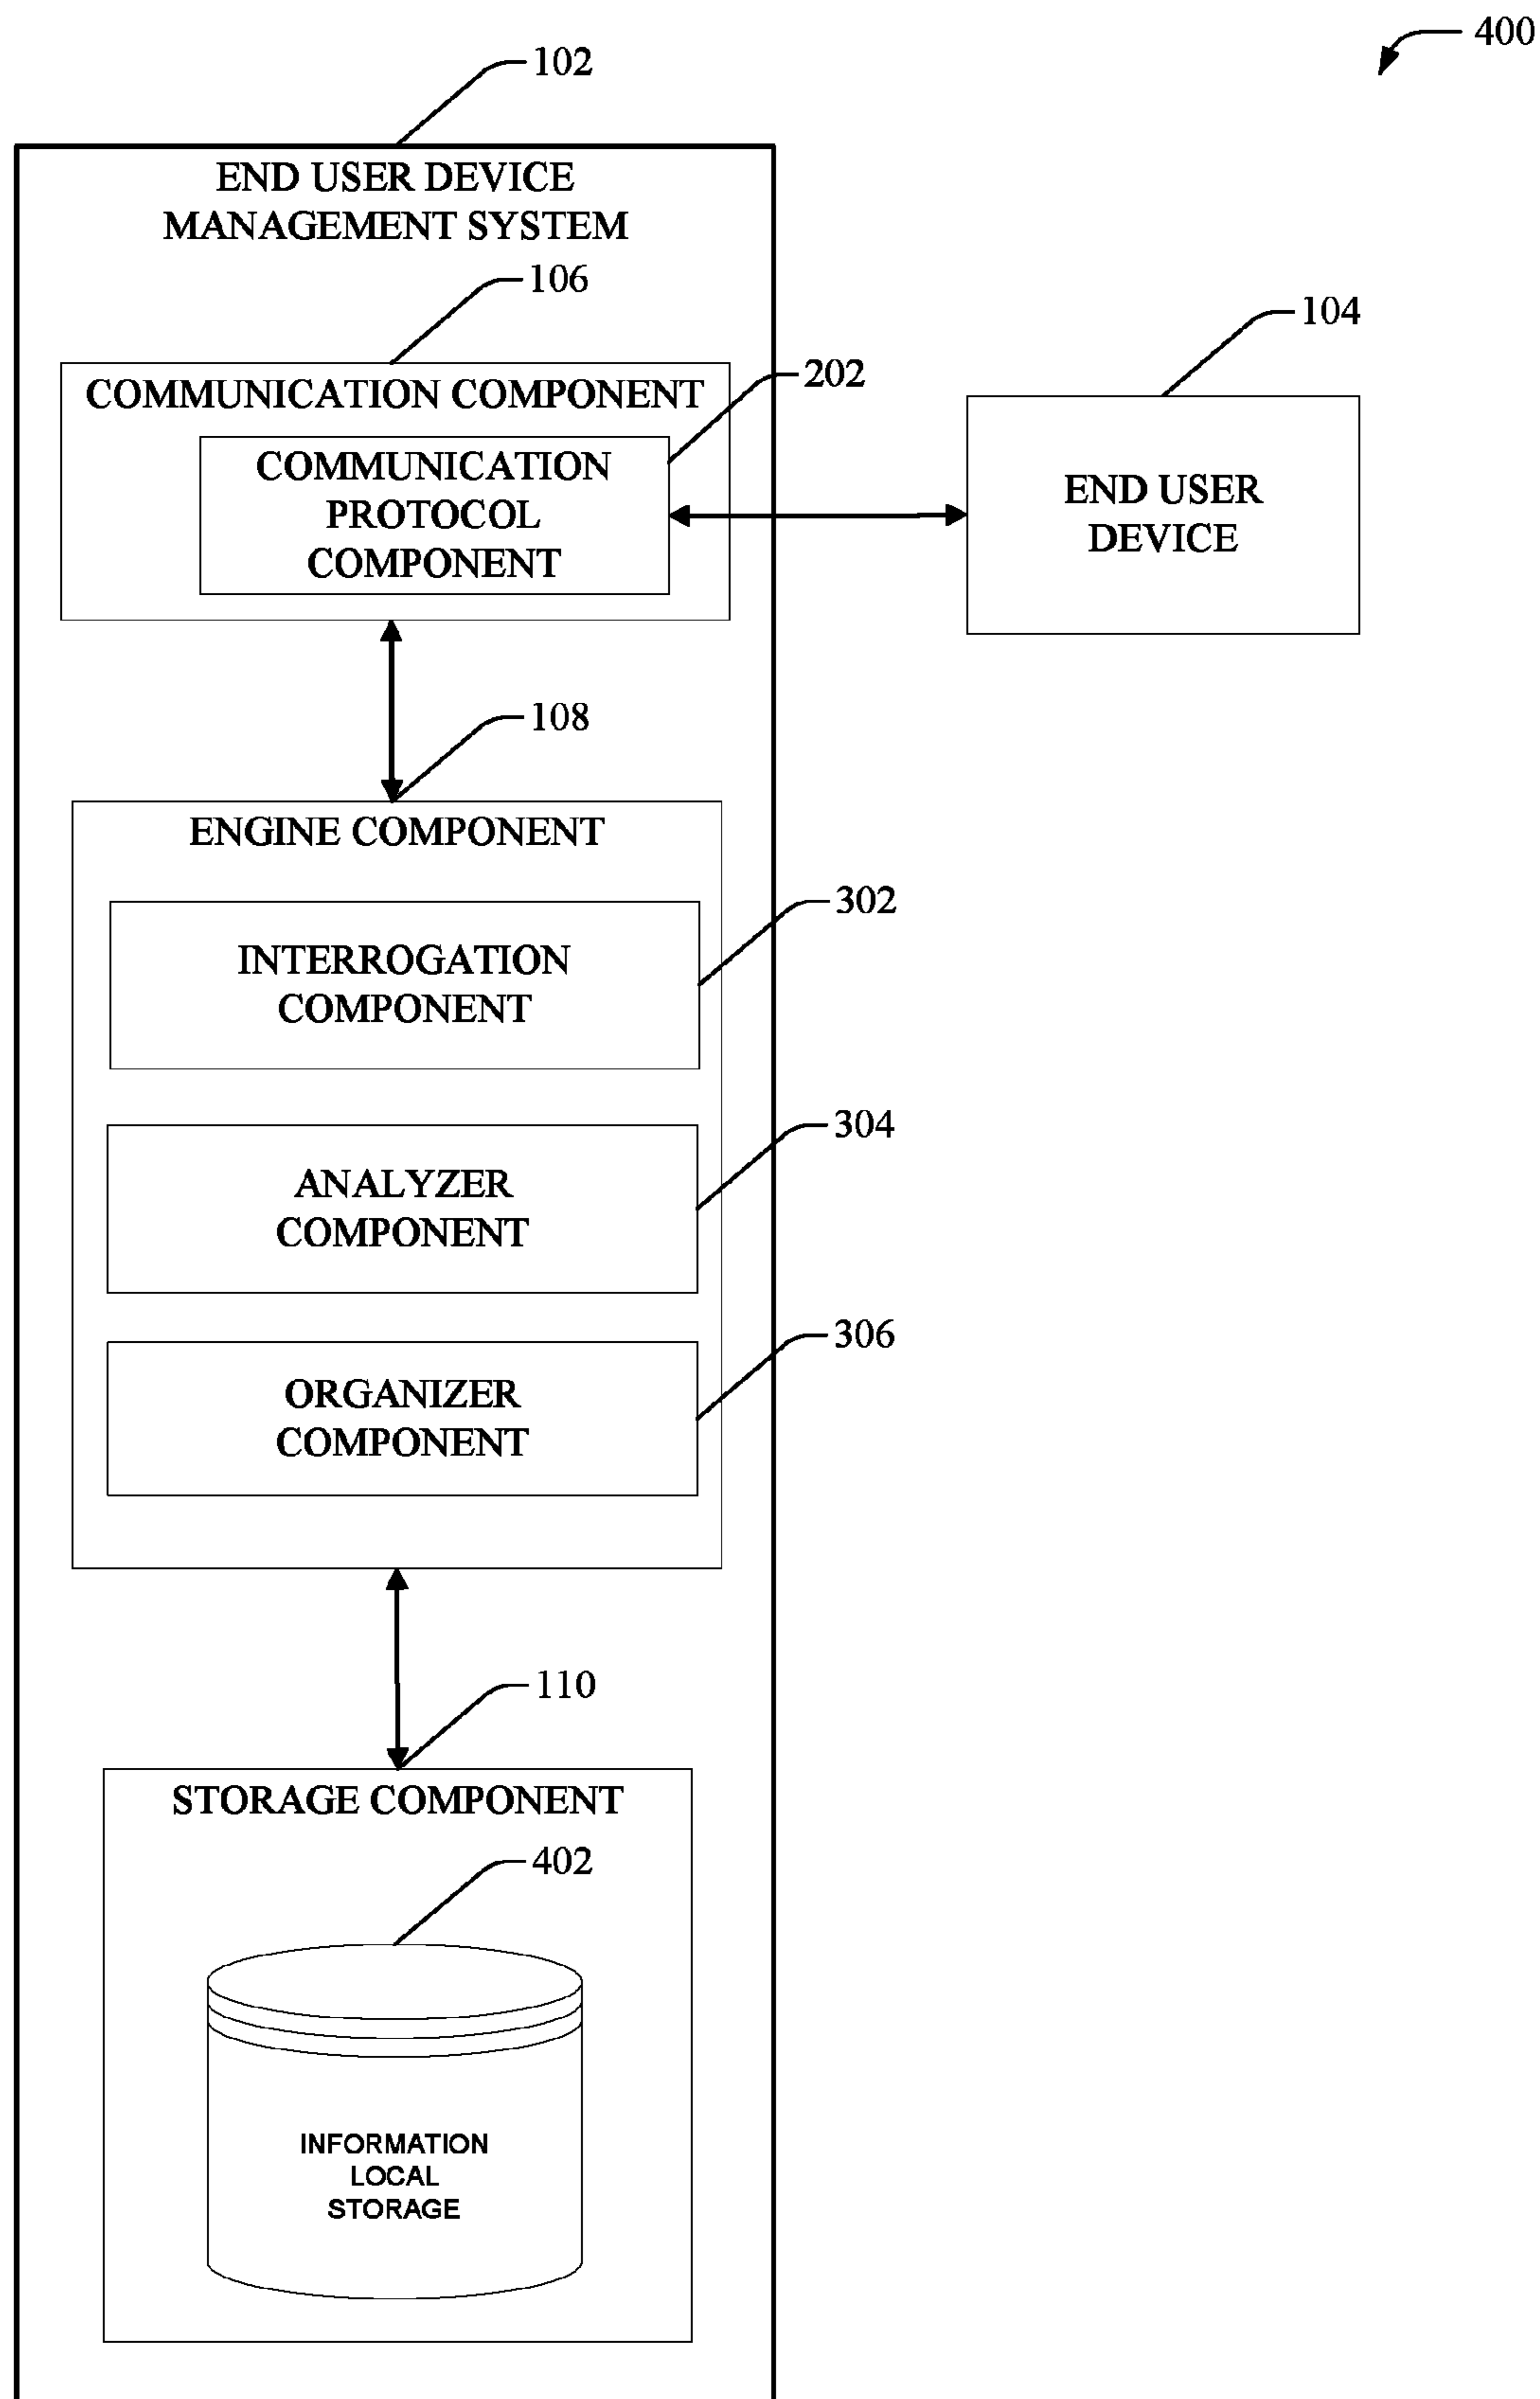 400
102
END USER DEVICE
MANAGEMENT SYSTEM
106
104
COMMUNICATION COMPONENT
202
COMMUNICATION
PROTOCOL
COMPONENT
END USER
DEVICE
108
ENGINE COMPONENT
302
INTERROGATION
COMPONENT
304
ANALYZER
COMPONENT
306
ORGANIZER
COMPONENT
110
STORAGE COMPONENT
402
INFORMATION
LOCAL
STORAGE